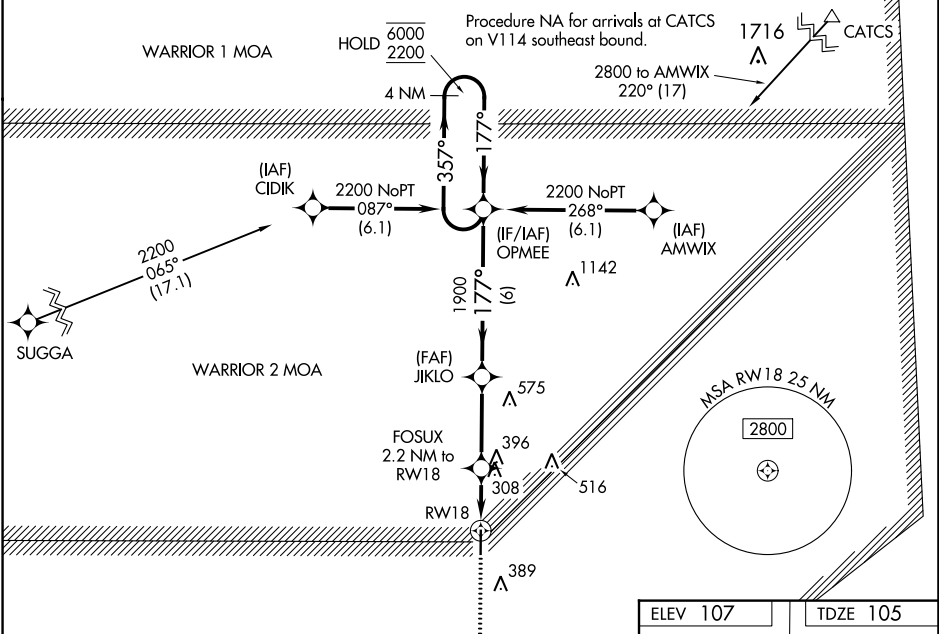 WARRIOR 1 MOA
HOLD 6000
2200
4 NM
Procedure NA for arrivals at CATCS
on V114 southeast bound.
1716
CATCS
2800 to AMWIX
220° (17)
357°
177°
(IAF)
CIDIK
2200 NoPT
087°
(6.1)
2200 NoPT
268°
(6.1)
(IF/IAF)
OPMEE
(IAF)
AMWIX
2200
065°
(17.1)
SUGGA
1142
1900
177°
(6)
WARRIOR 2 MOA
(FAF)
JIKLO
575
MSA RW18 25 NM
2800
FOSUX
2.2 NM to
RW18
396
308
516
RW18
389
ELEV 107
TDZE 105